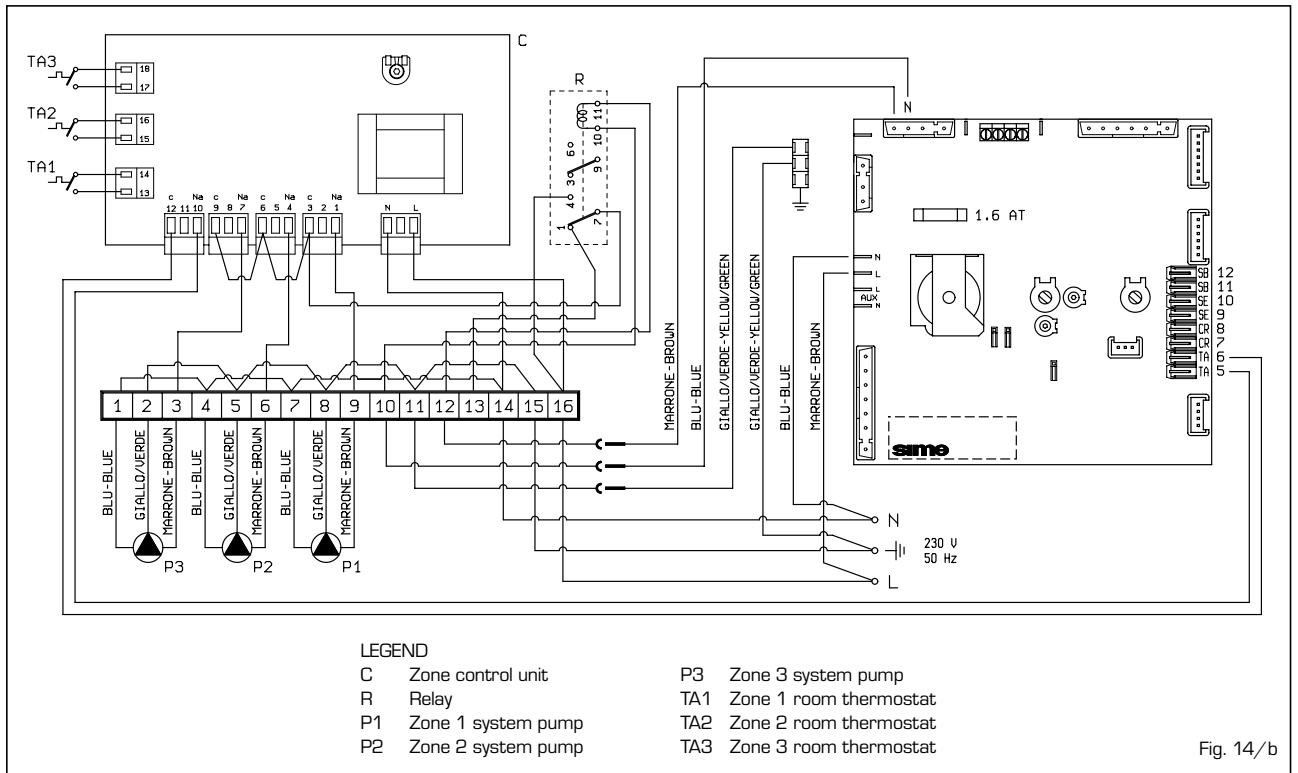 C
TA3
18
17
TA2
16
15
TA1
14
13
c Na c Na c Na c Na
12 11 10 9 8 7 6 5 4 3 2 1
N L
R
11
10
6
9
3
4
7
1
N
1.6 AT
N
L
L
AUX
N
SB 12
SB 11
SE 10
SE 9
CR 8
CR 7
TA 6
TA 5
sime
MARRONE-BROWN
BLU-BLUE
GIALLO/VERDE-YELLOW/GREEN
GIALLO/VERDE-YELLOW/GREEN
BLU-BLUE
MARRONE-BROWN
1 2 3 4 5 6 7 8 9 10 11 12 13 14 15 16
BLU-BLUE
GIALLO/VERDE
MARRONE-BROWN
BLU-BLUE
GIALLO/VERDE
MARRONE-BROWN
BLU-BLUE
GIALLO/VERDE
MARRONE-BROWN
P3 P2 P1
N
230 V
50 Hz
L
LEGEND
C Zone control unit
R Relay
P1 Zone 1 system pump
P2 Zone 2 system pump
P3 Zone 3 system pump
TA1 Zone 1 room thermostat
TA2 Zone 2 room thermostat
TA3 Zone 3 room thermostat
Fig. 14/b